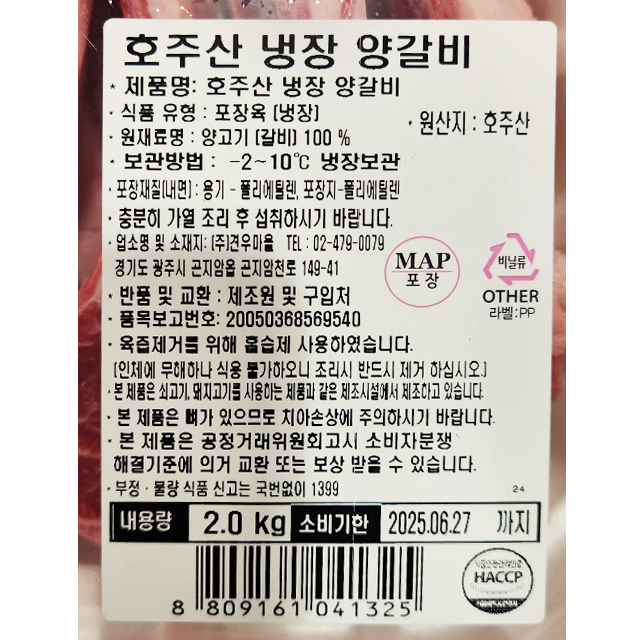 호주산 냉장 양갈비
· 제품명: 호주산 냉장 양갈비
· 식품 유형 : 포장육 [냉장]
· 원산지 : 호주산
· 원재료명 : 양고기 [갈비] 100 %
· 보관방법 : -2~10℃ 냉장보관
· 포장재질(내면) : 용기 - 폴리에틸렌, 포장지-폴리에틸렌
· 충분히 가열 조리 후 섭취하시기 바랍니다.
· 업소명 및 소재지: (주)견우마을 TEL : 02-479-0079
경기도 광주시 곤지암읍 곤지암천로 149-41
MAP
포장
비닐류
OTHER
라벨:PP
· 반품 및 교환 : 제조원 및 구입처
· 품목보고번호: 20050368569540
· 육즙제거를 위해 흡습제 사용하였습니다.
[인체에 무해하나 식용 불가하오니 조리시 반드시 제거 하십시오.]
· 본 제품은 쇠고기, 돼지고기를 사용하는 제품과 같은 제조시설에서 제조하고 있습니다.
· 본 제품은 뼈가 있으므로 치아손상에 주의하시기 바랍니다.
· 본 제품은 공정거래위원회고시 소비자분쟁
해결기준에 의거 교환 또는 보상 받을 수 있습니다.
· 부정 · 불량 식품 신고는 국번없이 1399
24
내용량 2.0 kg 소비기한 2025.06.27 까지
HACCP
8 809161 041325